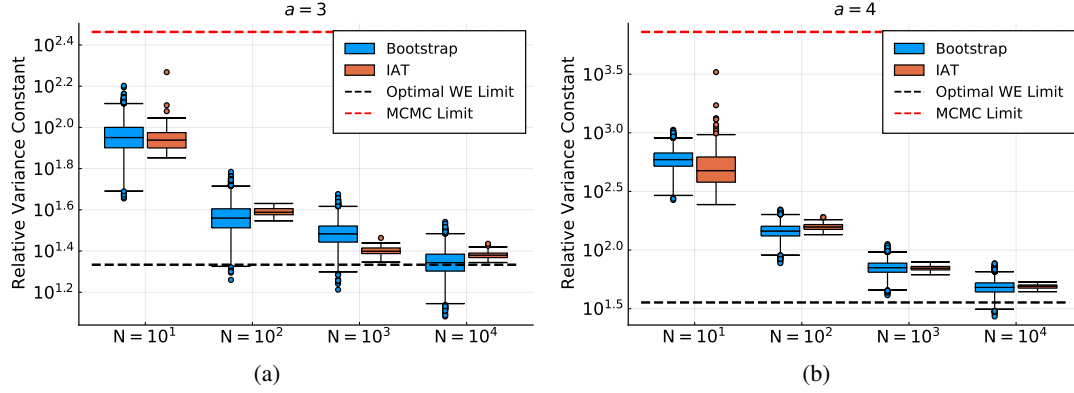 a = 3
Relative Variance Constant
10^2.4
10^2.2
10^2.0
10^1.8
10^1.6
10^1.4
10^1.2
Bootstrap
IAT
Optimal WE Limit
MCMC Limit
N = 10^1
N = 10^2
N = 10^3
N = 10^4
(a)
a = 4
Relative Variance Constant
10^3.5
10^3.0
10^2.5
10^2.0
10^1.5
Bootstrap
IAT
Optimal WE Limit
MCMC Limit
N = 10^1
N = 10^2
N = 10^3
N = 10^4
(b)